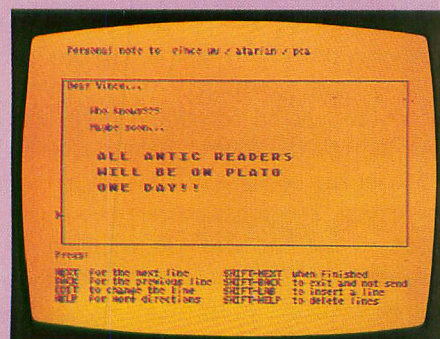 Personal note to vince wu / atarian / pca
Dear Vince...
Who knows???
Maybe soon...
ALL ANTIC READERS
WILL BE ON PLATO
ONE DAY!!
Press:
NEXT for the next line SHIFT-NEXT when finished
BACK for the previous line SHIFT-BACK to exit and not send
EDIT to change the line SHIFT-LAB to insert a line
HELP for more directions SHIFT-HELP to delete lines